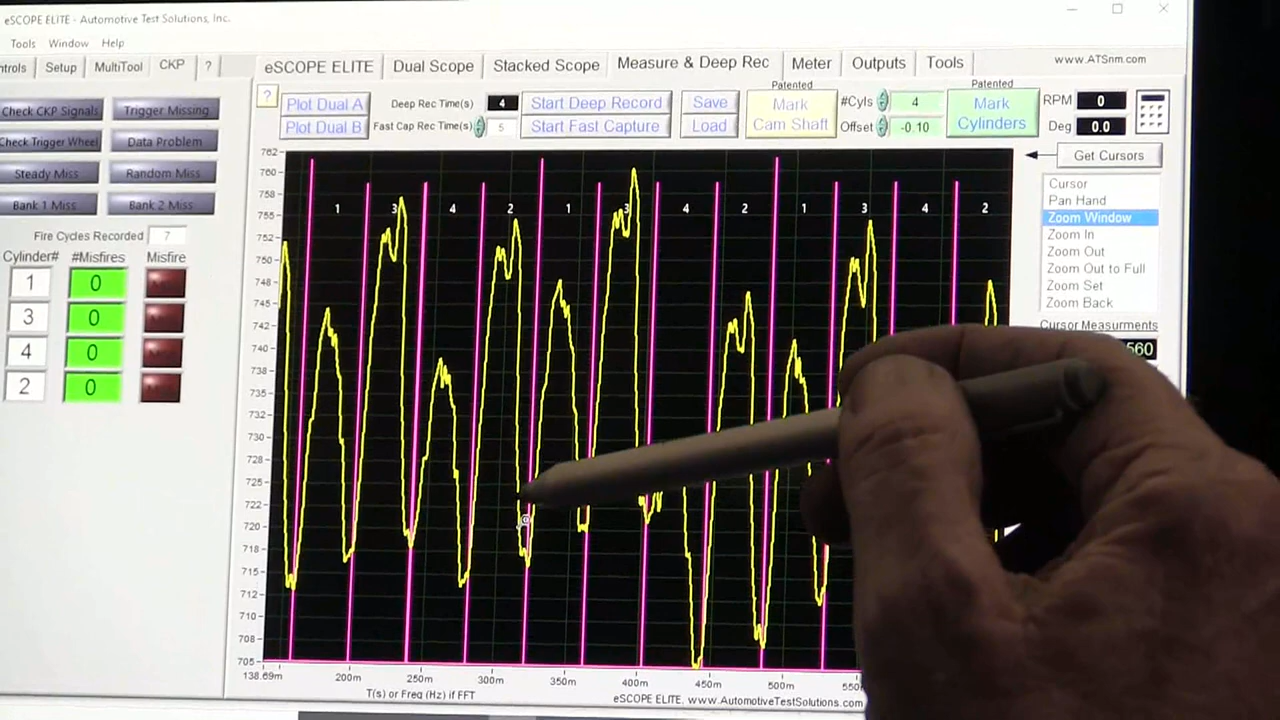 eSCOPE ELITE - Automotive Test Solutions, Inc.
Tools Window Help
ntrols Setup MultiTool CKP ?
eSCOPE ELITE Dual Scope Stacked Scope Measure & Deep Rec Meter Outputs Tools
www.ATSnm.com
Check CKP Signals Trigger Missing
Check Trigger Wheel Data Problem
Steady Miss Random Miss
Bank 1 Miss Bank 2 Miss
Fire Cycles Recorded 7
Cylinder# #Misfires Misfire
1 0
3 0
4 0
2 0
?
Plot Dual A
Plot Dual B
Deep Rec Time(s) 4
Fast Cap Rec Time(s) 5
Start Deep Record
Start Fast Capture
Save
Load
Patented
Mark
Cam Shaft
#Cyls 4
Offset -0.10
Patented
Mark
Cylinders
RPM 0
Deg 0.0
Get Cursors
Cursor
Pan Hand
Zoom Window
Zoom In
Zoom Out
Zoom Out to Full
Zoom Set
Zoom Back
Cursor Measurments
560
762
760
758
755
752
750
748
745
742
740
738
735
732
730
728
725
722
720
718
715
712
710
708
705
1 3 4 2 1 3 4 2 1 3 4 2
138.69m 200m 250m 300m 350m 400m 450m 500m 55
T(s) or Freq (Hz) if FFT
eSCOPE ELITE, www.AutomotiveTestSolutions.com